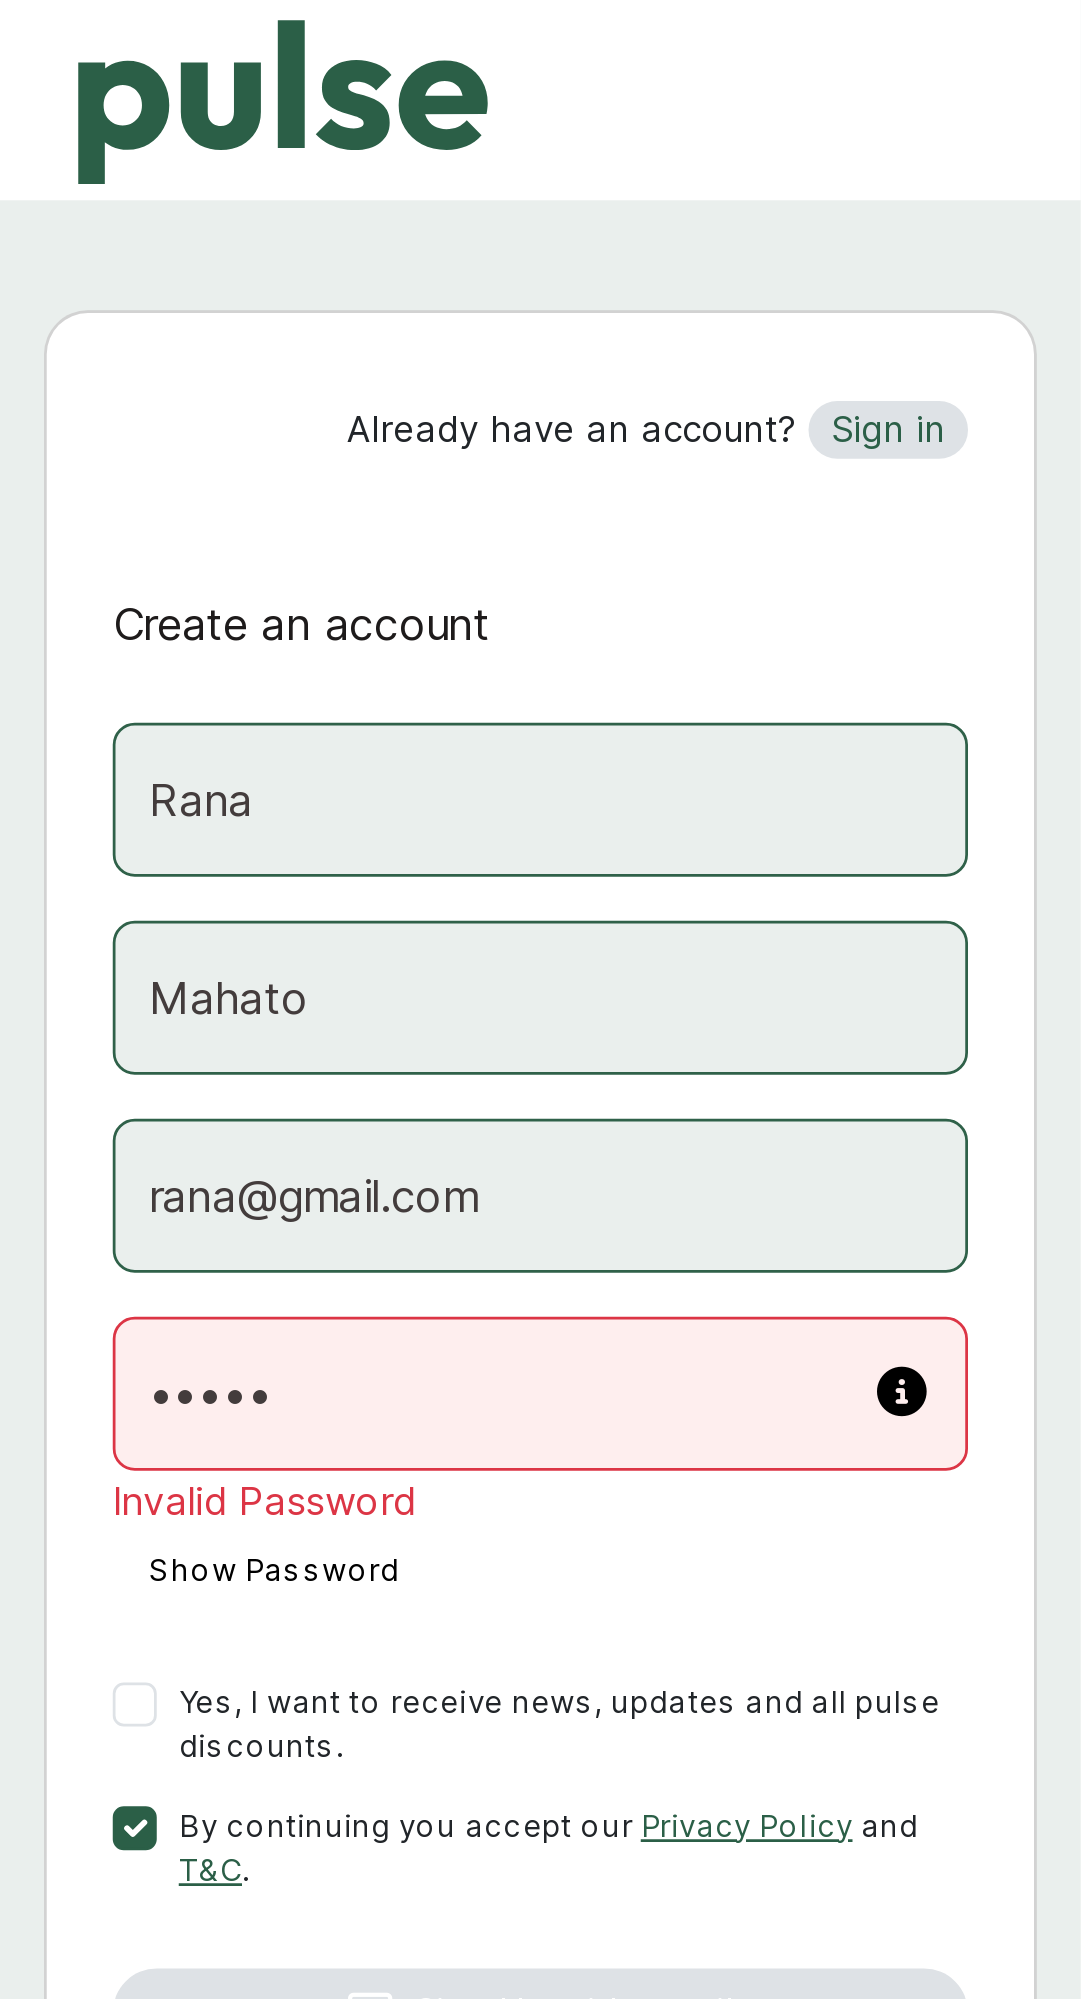 pulse
Already have an account? Sign in
Create an account
Rana
Mahato
rana@gmail.com
•••••
Invalid Password
Show Password
Yes, I want to receive news, updates and all pulse
discounts.
By continuing you accept our Privacy Policy and
T&C.